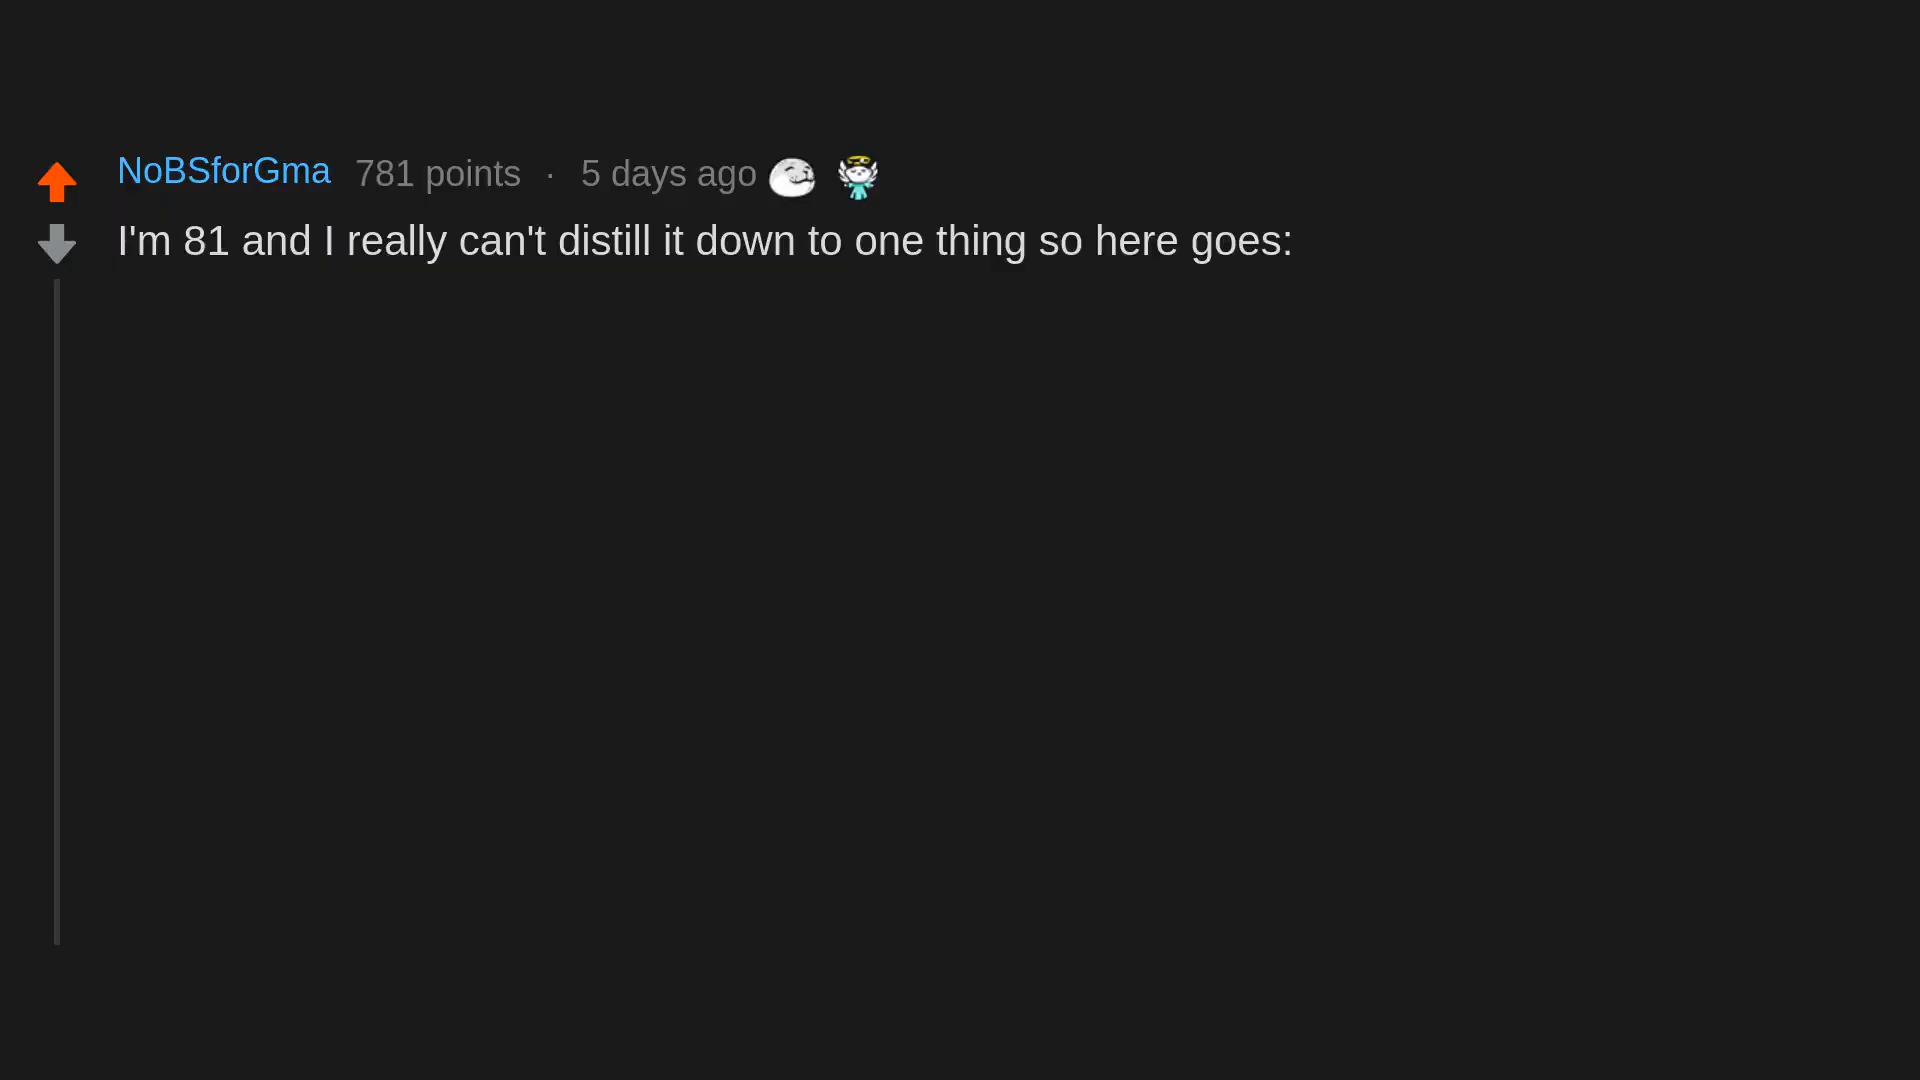 NoBSforGma 781 points · 5 days ago
I'm 81 and I really can't distill it down to one thing so here goes: